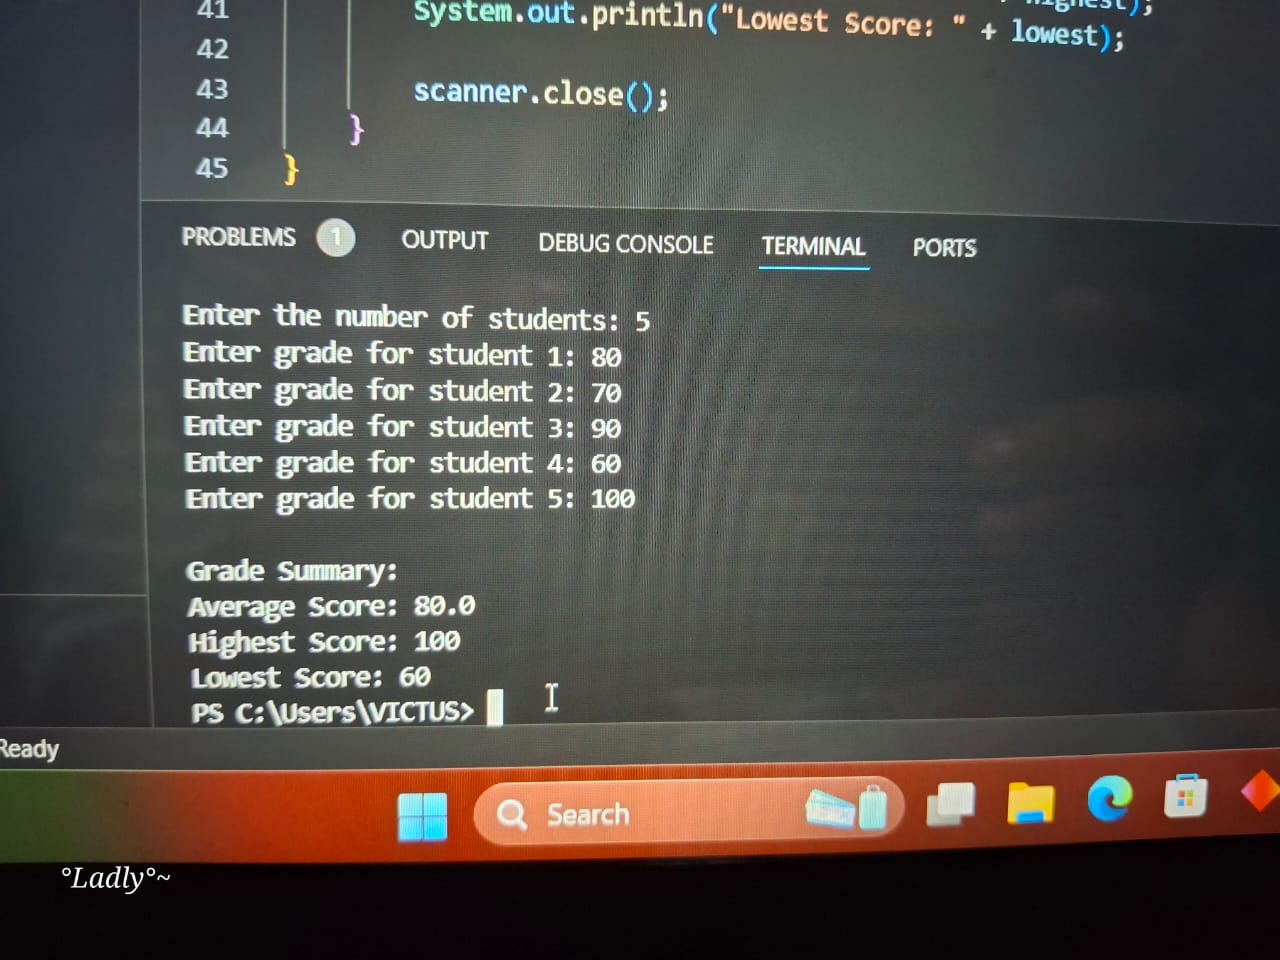 41 System.out.println("Lowest Score: " + lowest);
42
43 scanner.close();
44 }
45 }
PROBLEMS 1 OUTPUT DEBUG CONSOLE TERMINAL PORTS
Enter the number of students: 5
Enter grade for student 1: 80
Enter grade for student 2: 70
Enter grade for student 3: 90
Enter grade for student 4: 60
Enter grade for student 5: 100
Grade Summary:
Average Score: 80.0
Highest Score: 100
Lowest Score: 60
PS C:\Users\VICTUS>
Ready
Search
°Ladly°~